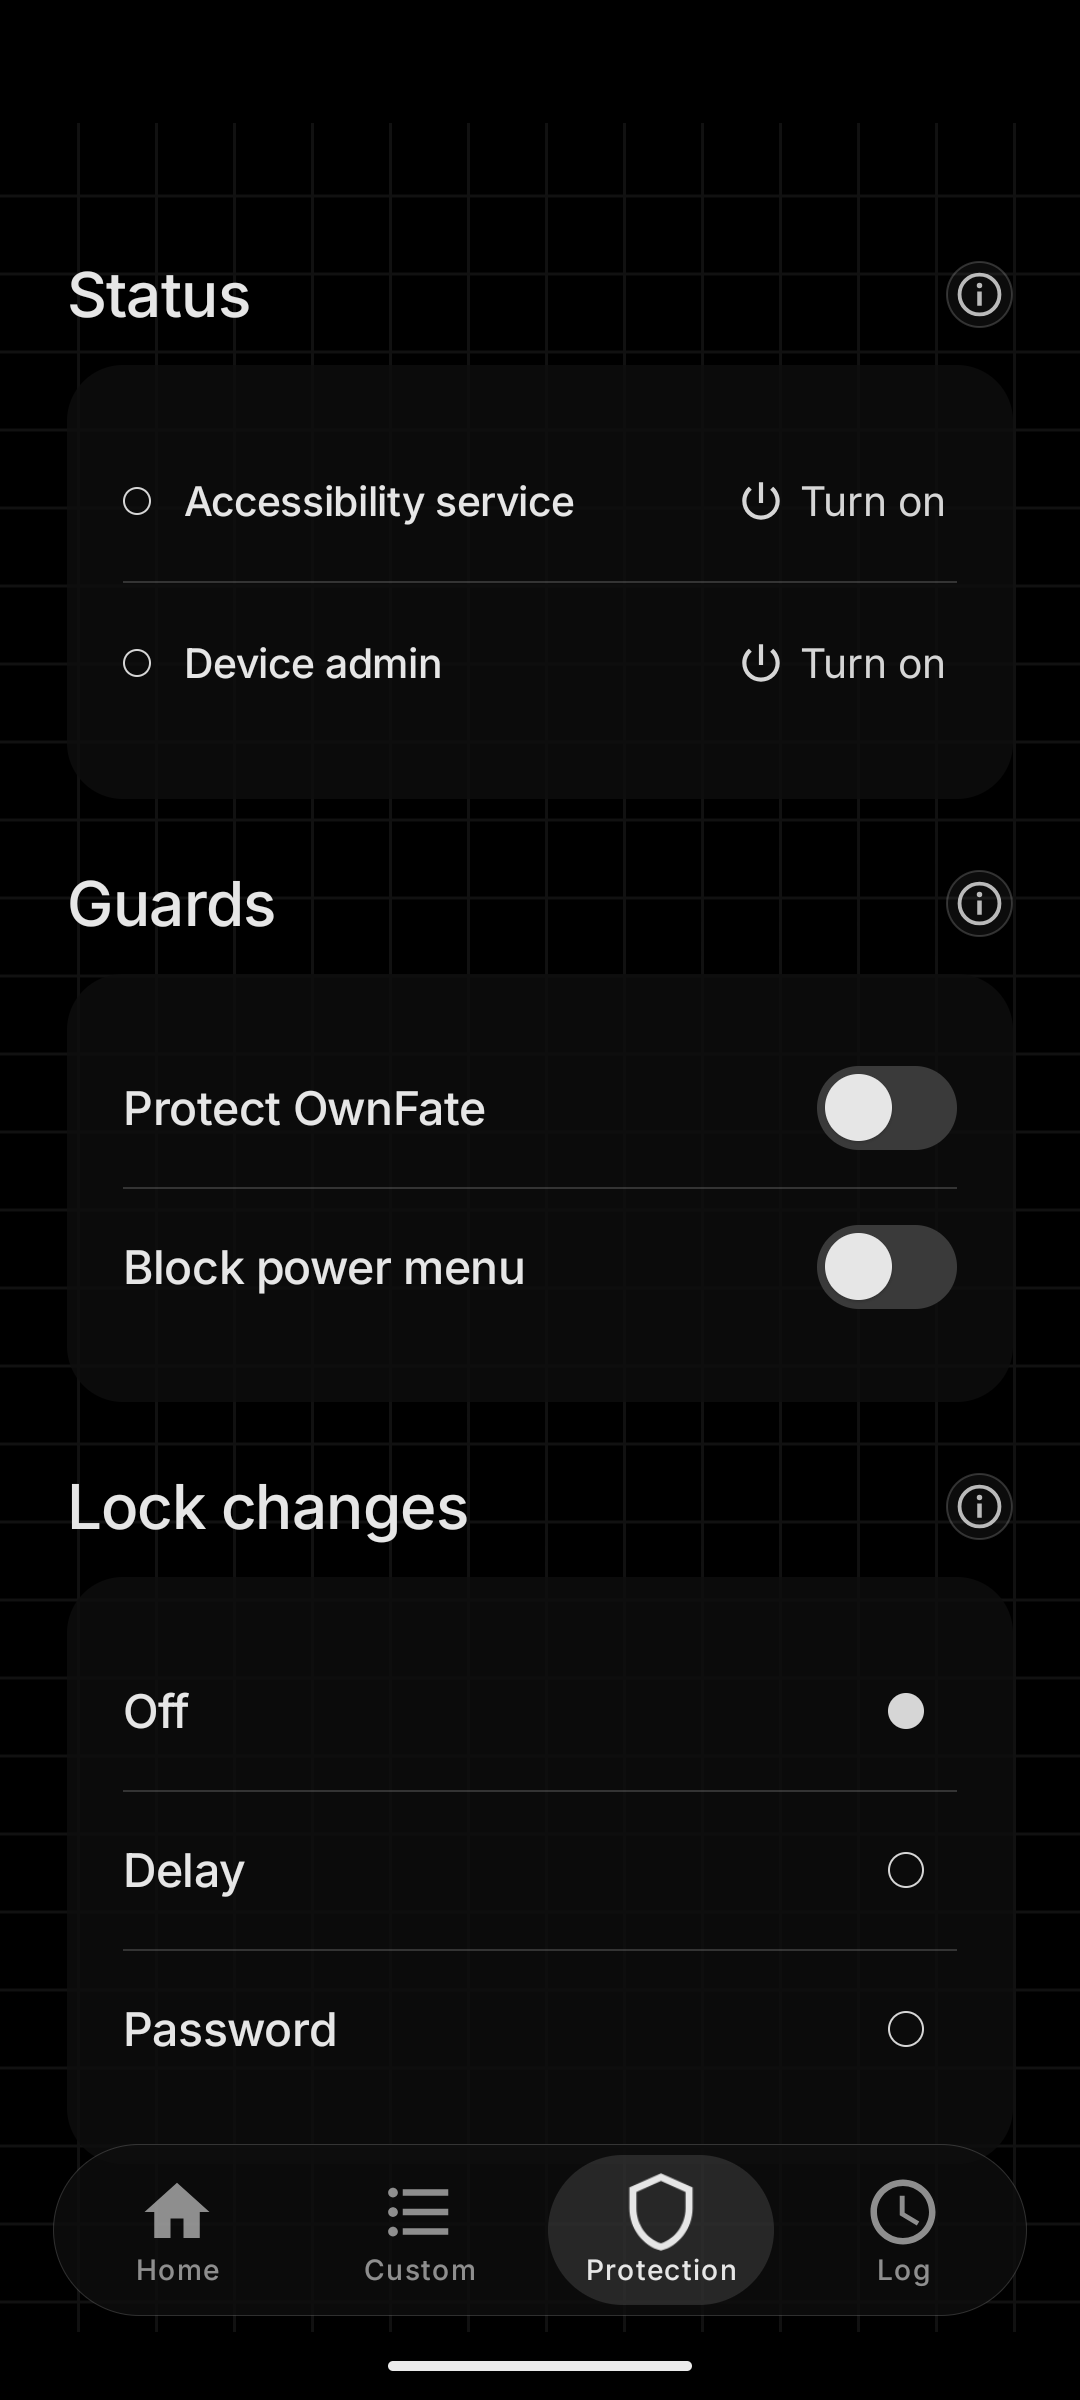 Status
Accessibility service
Turn on
Device admin
Turn on
Guards
Protect OwnFate
Block power menu
Lock changes
Off
Delay
Password
Home
Custom
Protection
Log